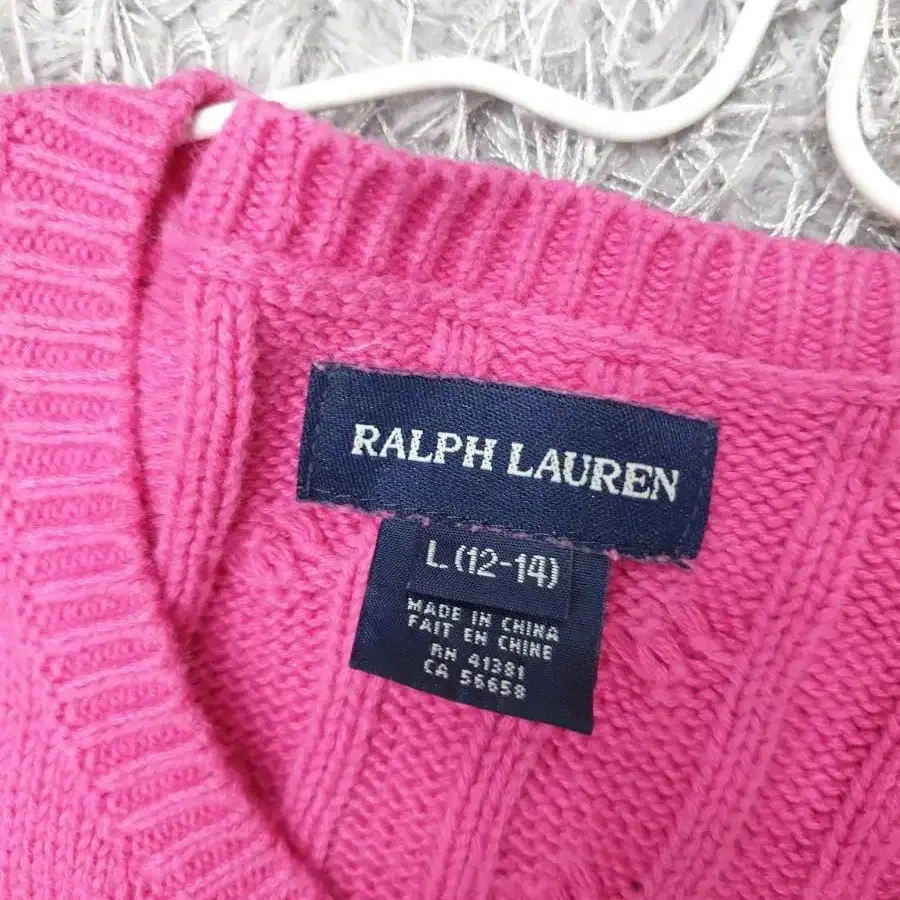 RALPH LAUREN
L (12-14)
MADE IN CHINA
FAIT EN CHINE
RN 41381
CA 56658